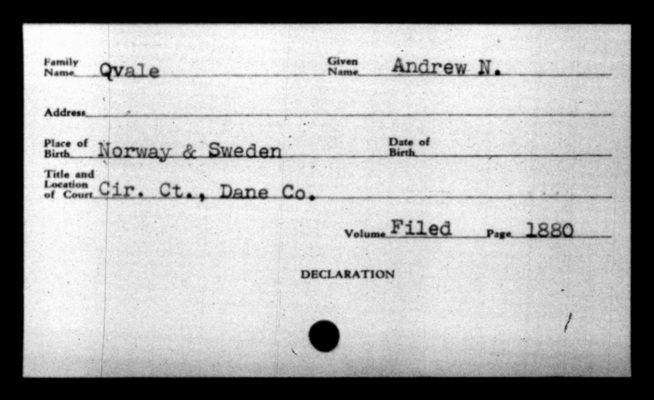 Family Name Qvale Given Name Andrew N.
Address
Place of Birth Norway & Sweden Date of Birth
Title and Location of Court Cir. Ct., Dane Co.
Volume Filed Page 1880
DECLARATION